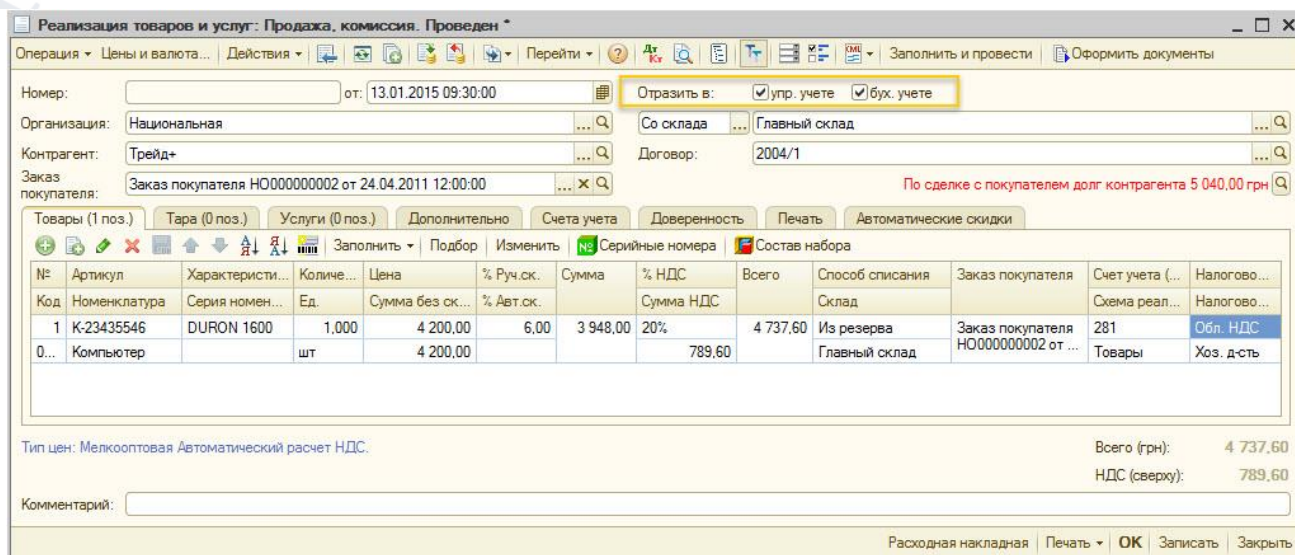 Реализация товаров и услуг: Продажа, комиссия. Проведен *
Операция Цены и валюта... Действия Перейти Дт Кт Заполнить и провести Оформить документы
Номер: от: 13.01.2015 09:30:00 Отразить в: упр. учете бух. учете
Организация: Национальная ... Со склада ... Главный склад ...
Контрагент: Трейд+ ... Договор: 2004/1 ...
Заказ
покупателя: Заказ покупателя НО000000002 от 24.04.2011 12:00:00 ... По сделке с покупателем долг контрагента 5 040,00 грн
Товары (1 поз.) Тара (0 поз.) Услуги (0 поз.) Дополнительно Счета учета Доверенность Печать Автоматические скидки
Заполнить Подбор Изменить № Серийные номера Состав набора
№ Артикул Характеристи... Количе... Цена % Руч.ск. Сумма % НДС Всего Способ списания Заказ покупателя Счет учета (... Налогово...
Код Номенклатура Серия номен... Ед. Сумма без ск... % Авт.ск. Сумма НДС Склад Схема реал... Налогово...
1 К-23435546 DURON 1600 1,000 4 200,00 6,00 3 948,00 20% 4 737,60 Из резерва Заказ покупателя 281 Обл. НДС
0... Компьютер шт 4 200,00 789,60 Главный склад НО000000002 от ... Товары Хоз. д-сть
Тип цен: Мелкооптовая Автоматический расчет НДС. Всего (грн): 4 737,60
НДС (сверху): 789,60
Комментарий:
Расходная накладная Печать OK Записать Закрыть